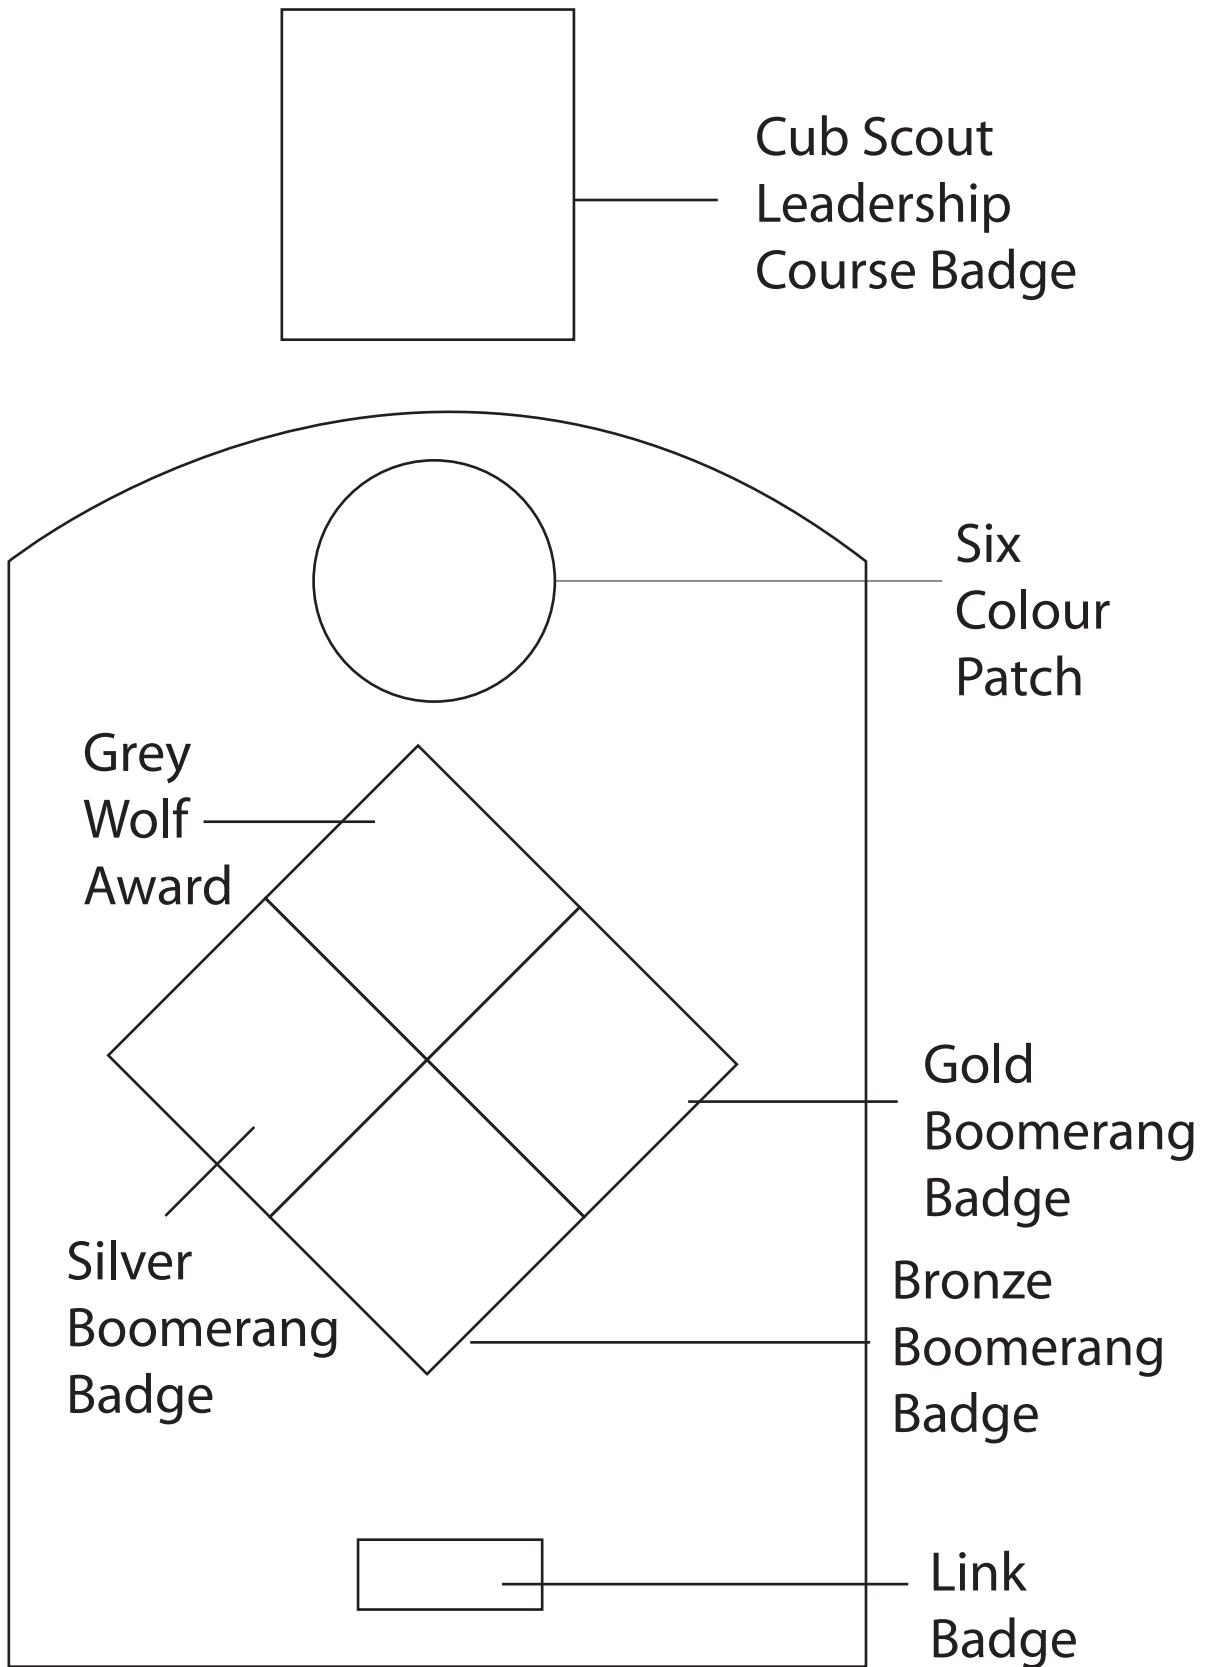 Cub Scout
Leadership
Course Badge
Six
Colour
Patch
Grey
Wolf
Award
Gold
Boomerang
Badge
Silver
Boomerang
Badge
Bronze
Boomerang
Badge
Link
Badge